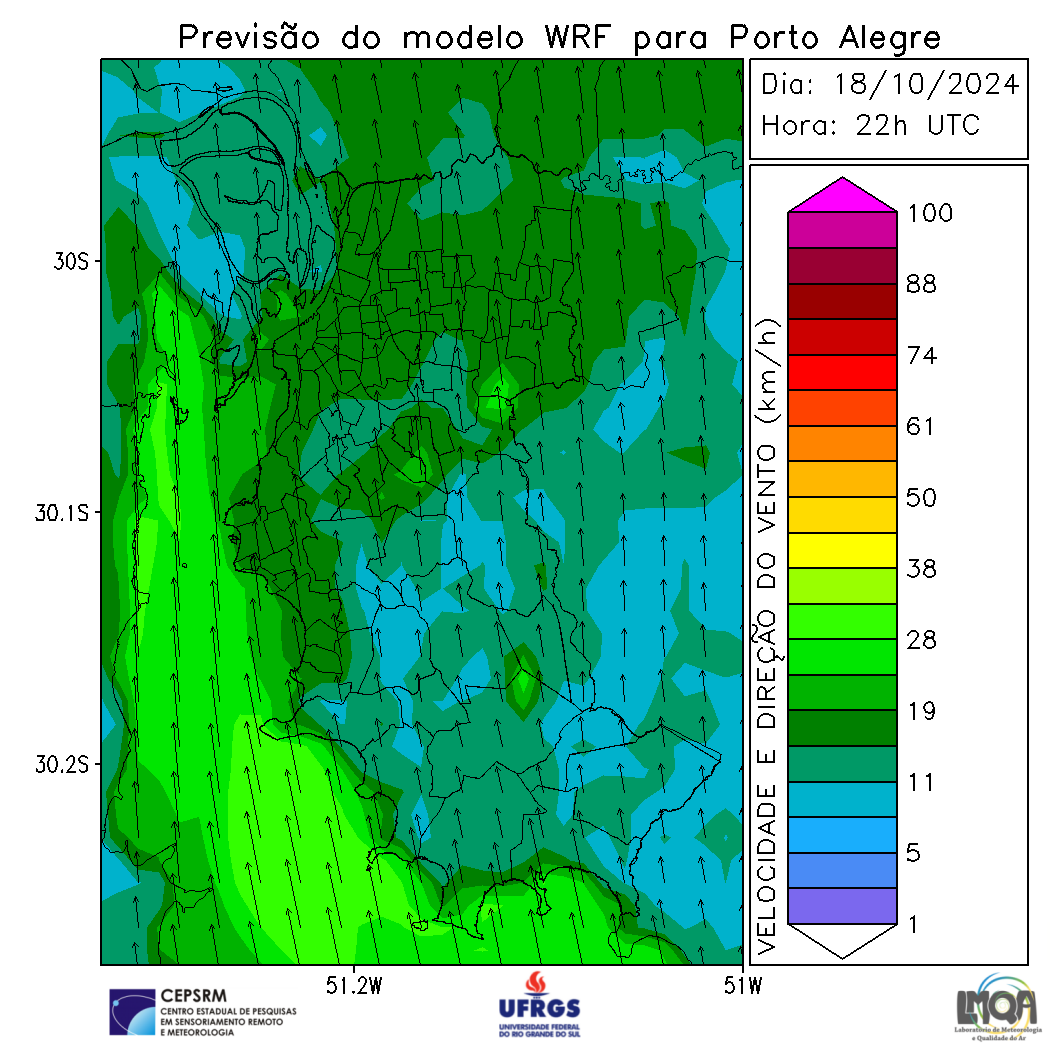 Previsão do modelo WRF para Porto Alegre
Dia: 18/10/2024
Hora: 22h UTC
30S
30.1S
30.2S
51.2W
51W
VELOCIDADE E DIREÇÃO DO VENTO (km/h)
100
88
74
61
50
38
28
19
11
5
1
CEPSRM
CENTRO ESTADUAL DE PESQUISAS
EM SENSORIAMENTO REMOTO
E METEOROLOGIA
UFRGS
UNIVERSIDADE FEDERAL
DO RIO GRANDE DO SUL
LMQA
Laboratório de Meteorologia
e Qualidade do Ar